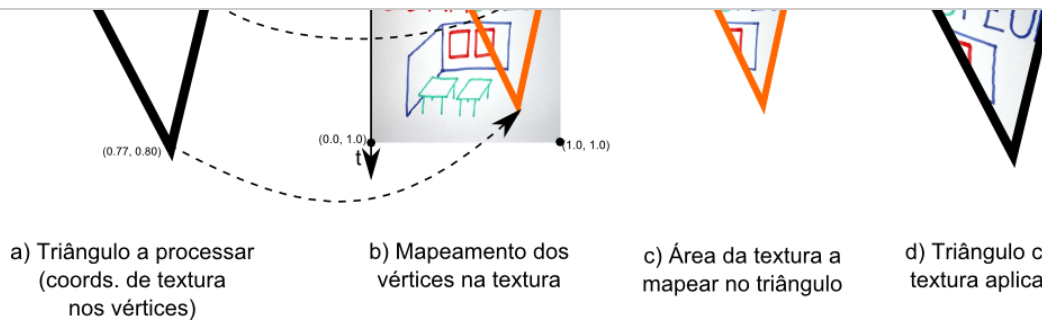 (0.77, 0.80)
(0.0, 1.0)
(1.0, 1.0)
t
a) Triângulo a processar
(coords. de textura
nos vértices)
b) Mapeamento dos
vértices na textura
c) Área da textura a
mapear no triângulo
d) Triângulo c
textura aplica